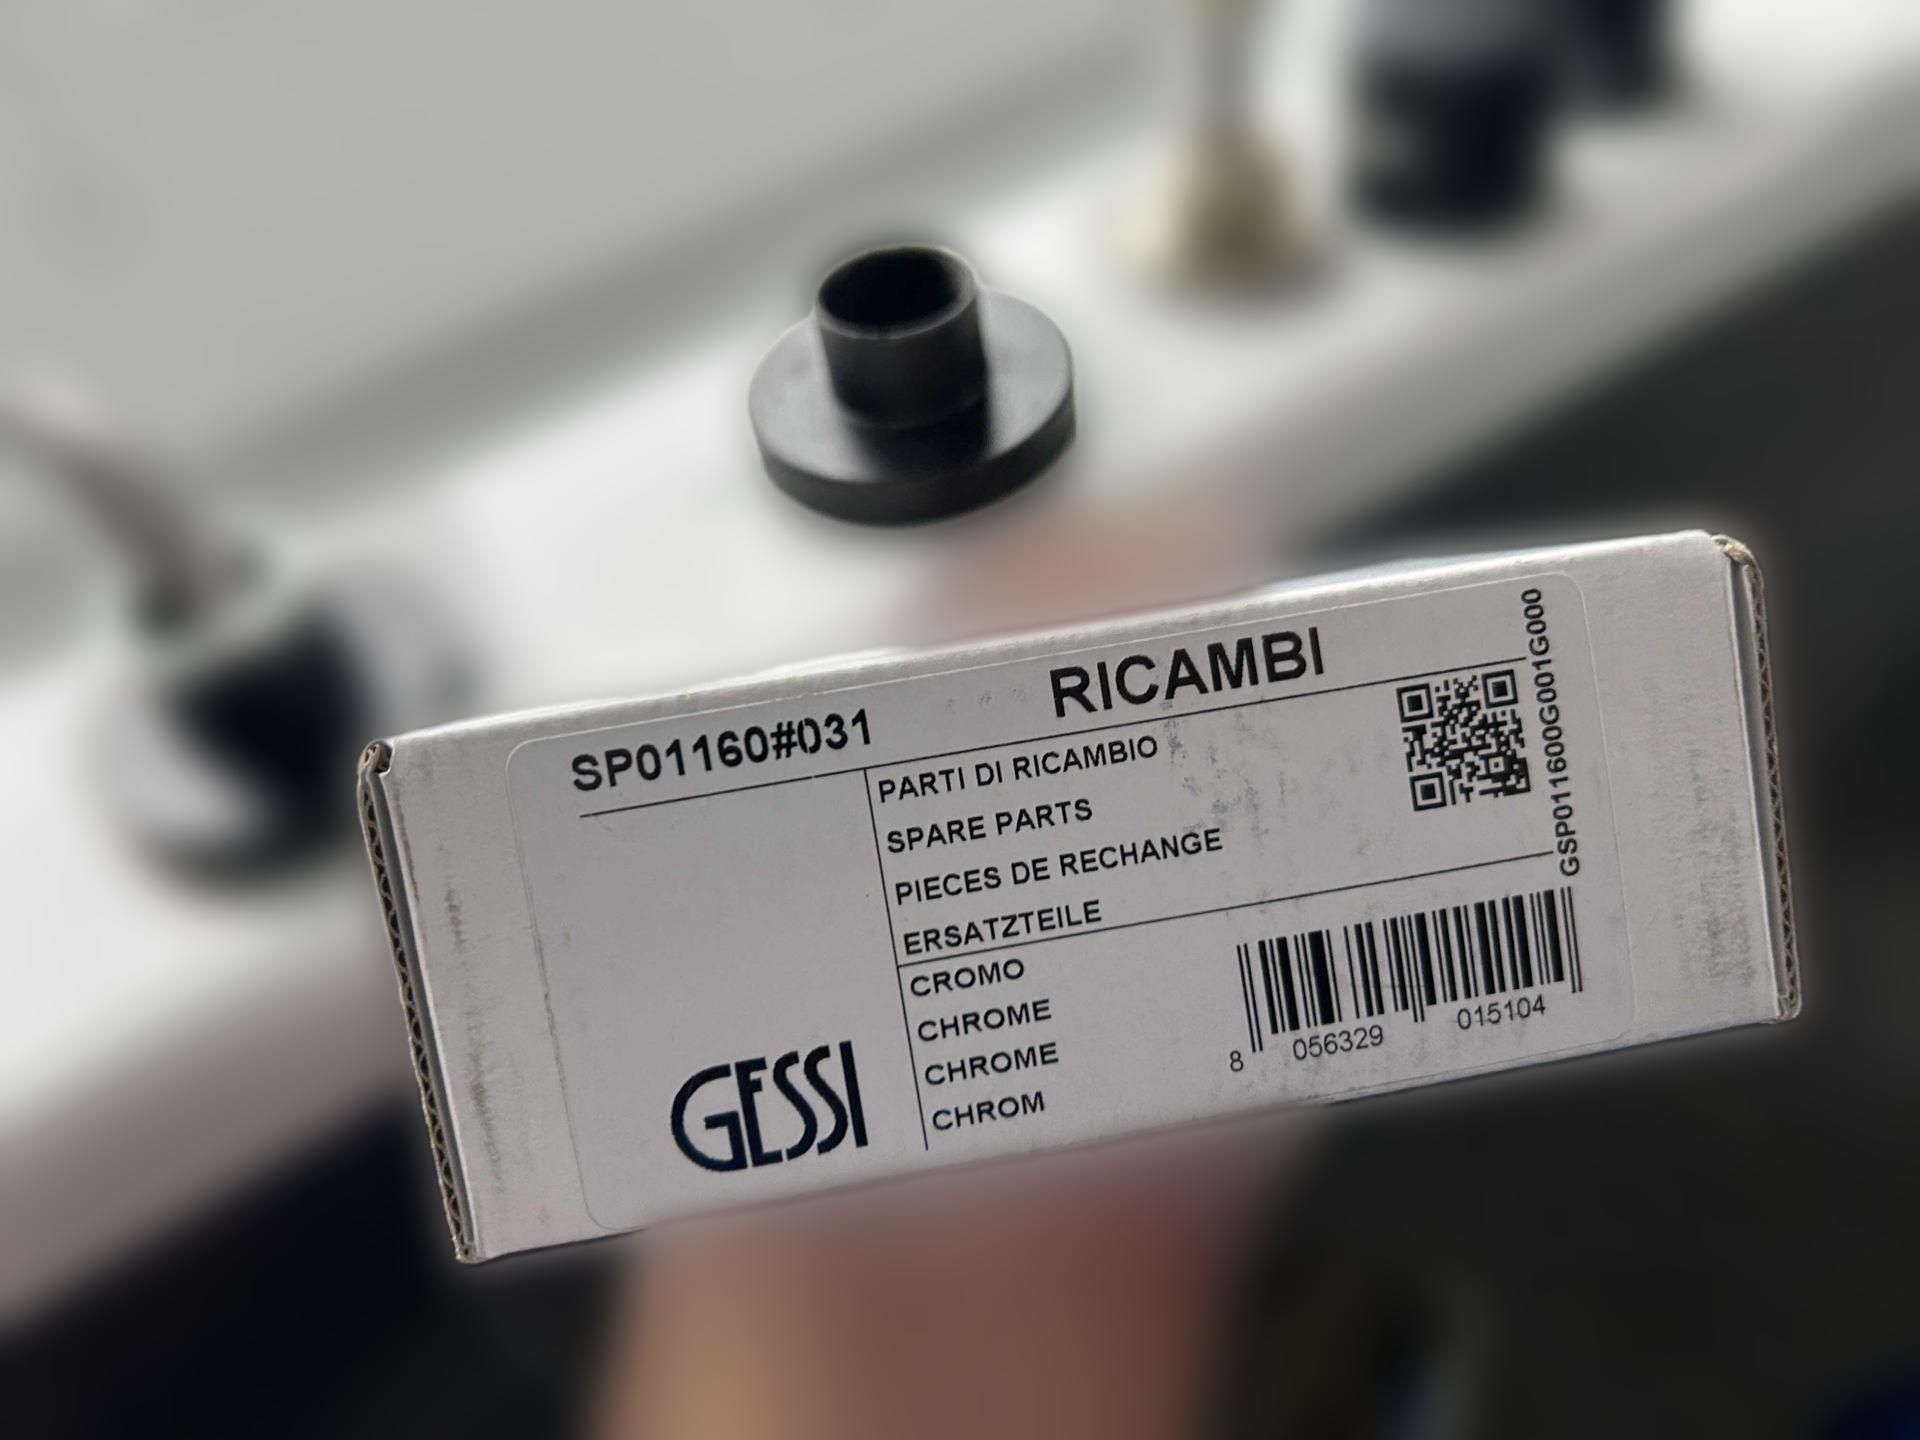 SP01160#031
RICAMBI
PARTI DI RICAMBIO
SPARE PARTS
PIECES DE RECHANGE
ERSATZTEILE
CROMO
CHROME
CHROME
CHROM
GESSI
GSP011600G001G000
8 056329 015104